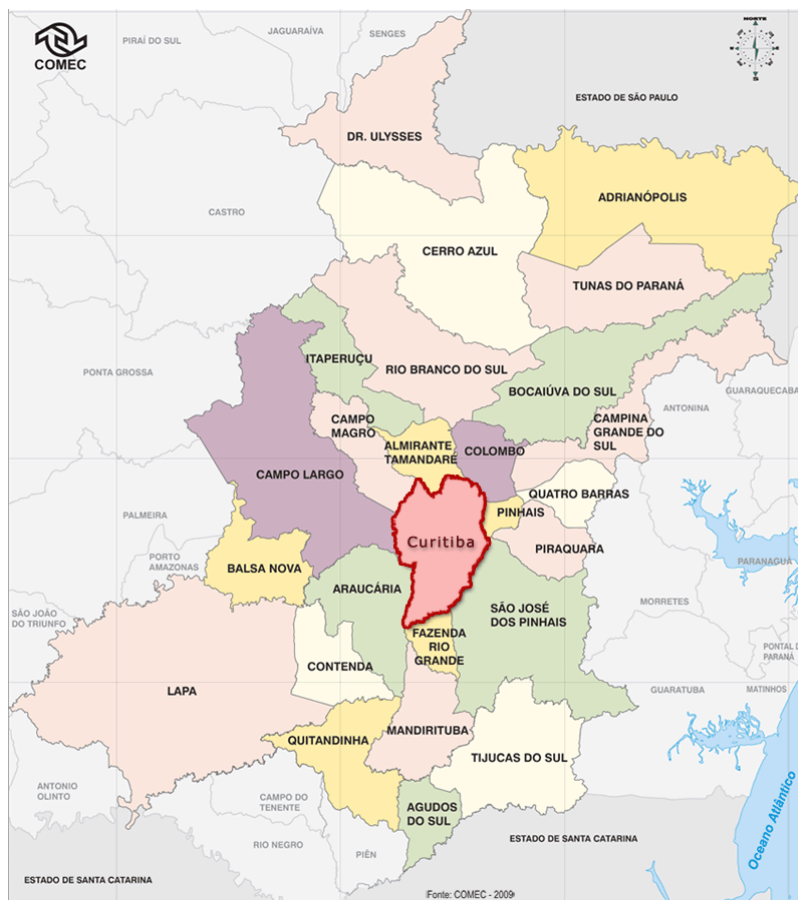 COMEC
PIRAÍ DO SUL
JAGUARAÍVA
SENGES
NORTE
E
S
ESTADO DE SÃO PAULO
DR. ULYSSES
ADRIANÓPOLIS
CASTRO
CERRO AZUL
TUNAS DO PARANÁ
ITAPERUÇU
RIO BRANCO DO SUL
PONTA GROSSA
BOCAIÚVA DO SUL
GUARAQUECABA
ANTONINA
CAMPO
MAGRO
CAMPINA
GRANDE DO
SUL
ALMIRANTE
TAMANDARÉ
COLOMBO
CAMPO LARGO
QUATRO BARRAS
PINHAIS
PALMEIRA
Curitiba
PIRAQUARA
PORTO
AMAZONAS
BALSA NOVA
PARANAGUÁ
ARAUCÁRIA
SÃO JOSÉ
DOS PINHAIS
MORRETES
SÃO JOÃO
DO TRIUNFO
FAZENDA
RIO
GRANDE
PONTAL D
PARANÁ
CONTENDA
LAPA
GUARATUBA
MATINHOS
MANDIRITUBA
QUITANDINHA
TIJUCAS DO SUL
ANTONIO
OLINTO
CAMPO DO
TENENTE
AGUDOS
DO SUL
Oceano Atlântico
RIO NEGRO
PIÊN
ESTADO DE SANTA CATARINA
ESTADO DE SANTA CATARINA
Fonte: COMEC - 2009